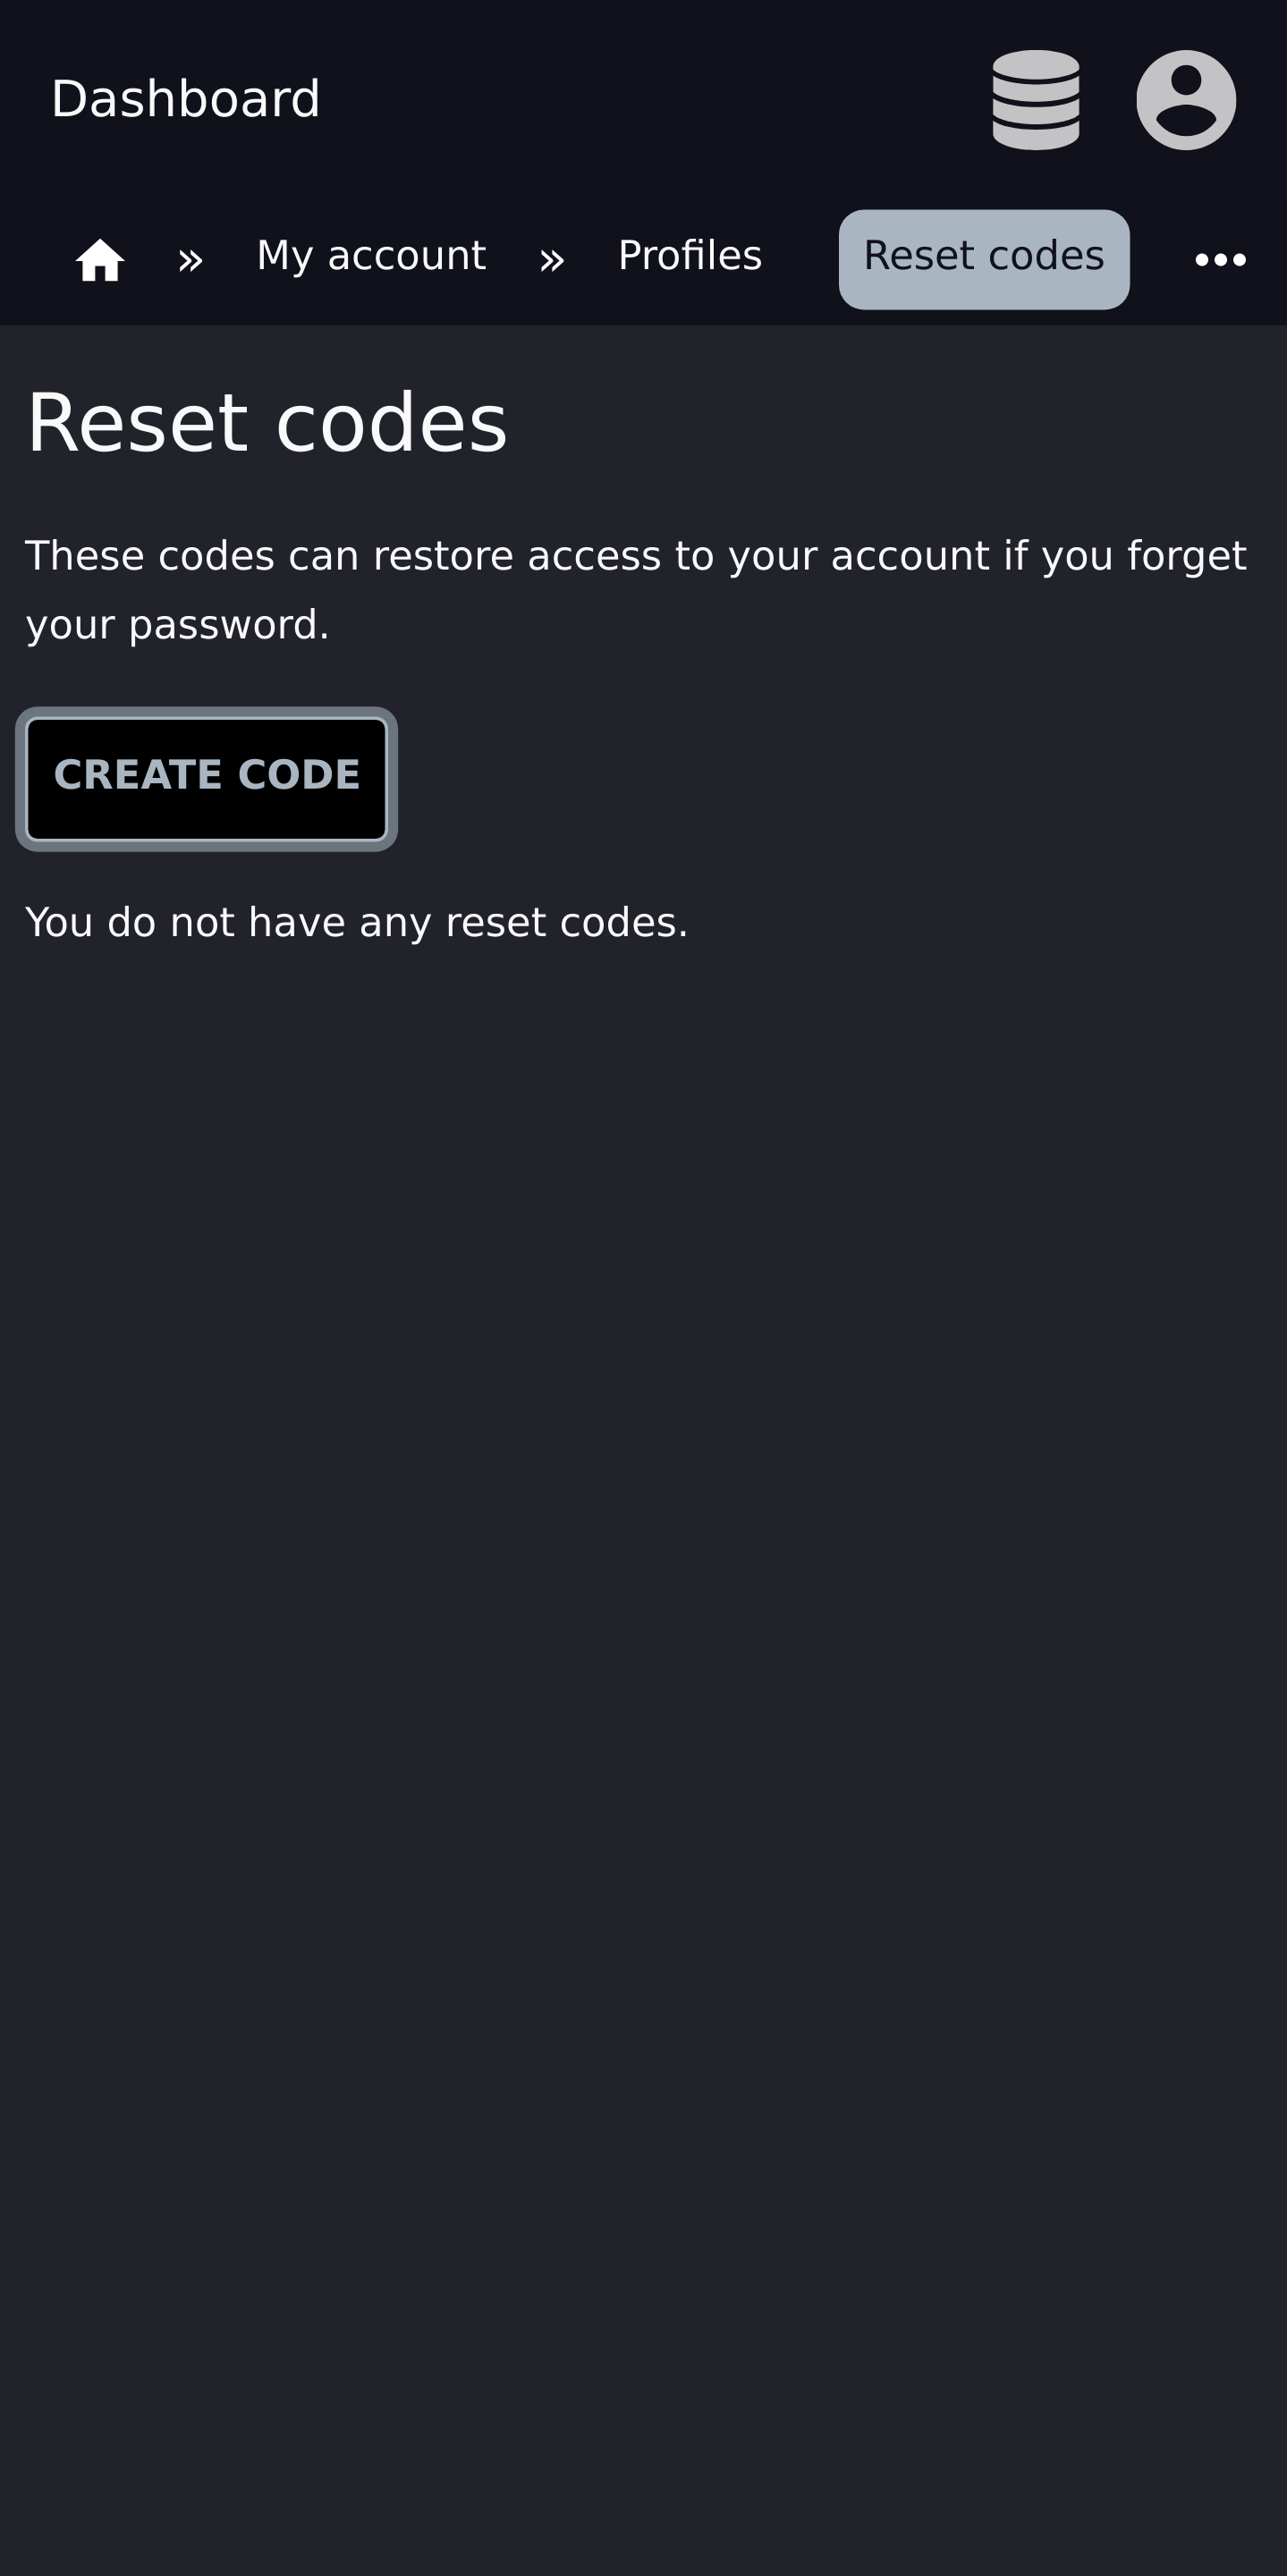 Dashboard
» My account » Profiles Reset codes •••
Reset codes
These codes can restore access to your account if you forget
your password.
CREATE CODE
You do not have any reset codes.